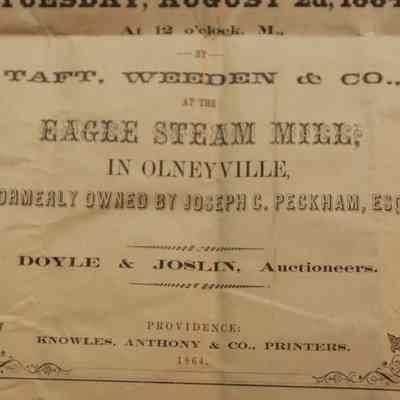 TUESDAY, AUGUST 2d, 1864
At 12 o'clock, M.,
BY
TAFT, WEEDEN & CO.,
AT THE
EAGLE STEAM MILL,
IN OLNEYVILLE,
FORMERLY OWNED BY JOSEPH C. PECKHAM, ESQ
DOYLE & JOSLIN, Auctioneers.
PROVIDENCE:
KNOWLES, ANTHONY & CO., PRINTERS.
1864.